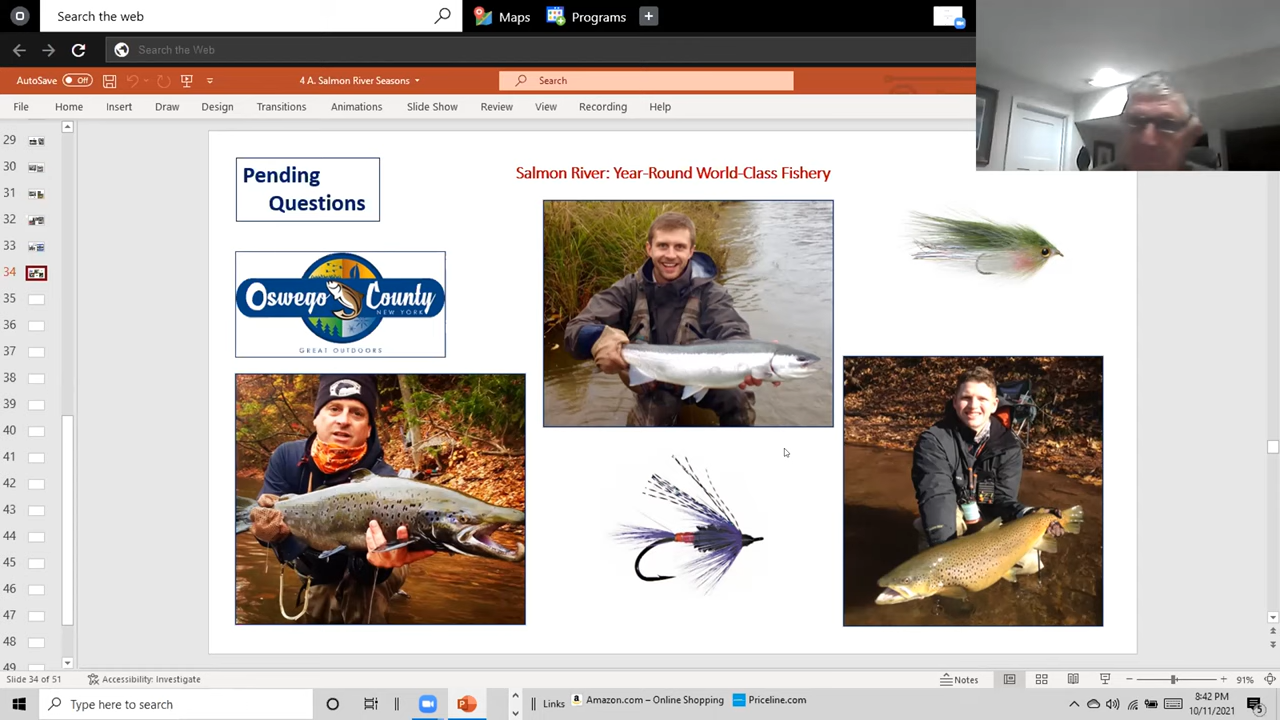 Search the web
Maps
Programs
Search the Web
AutoSave
Off
4 A. Salmon River Seasons
Search
File
Home
Insert
Draw
Design
Transitions
Animations
Slide Show
Review
View
Recording
Help
29
30
31
32
33
34
35
36
37
38
39
40
41
42
43
44
45
46
47
48
49
Pending
Questions
Salmon River: Year-Round World-Class Fishery
Oswego County
NEW YORK
GREAT OUTDOORS
Slide 34 of 51
Accessibility: Investigate
Notes
91%
Type here to search
Links
Amazon.com – Online Shopping
Priceline.com
8:42 PM
10/11/2021
5